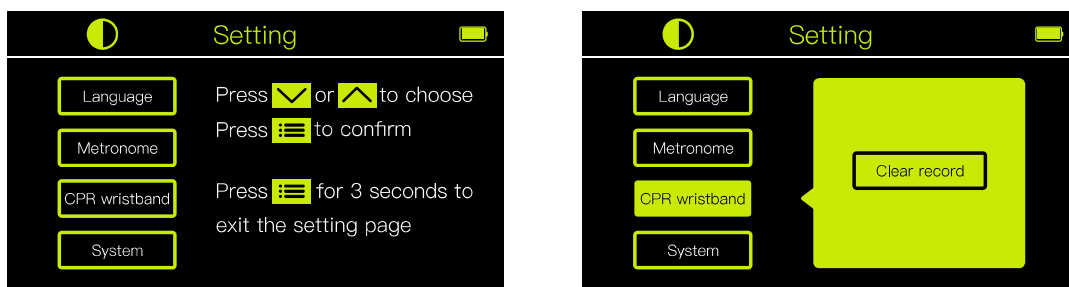 Setting
Language
Metronome
CPR wristband
System
Press or to choose
Press to confirm
Press for 3 seconds to
exit the setting page
Setting
Language
Metronome
CPR wristband
System
Clear record